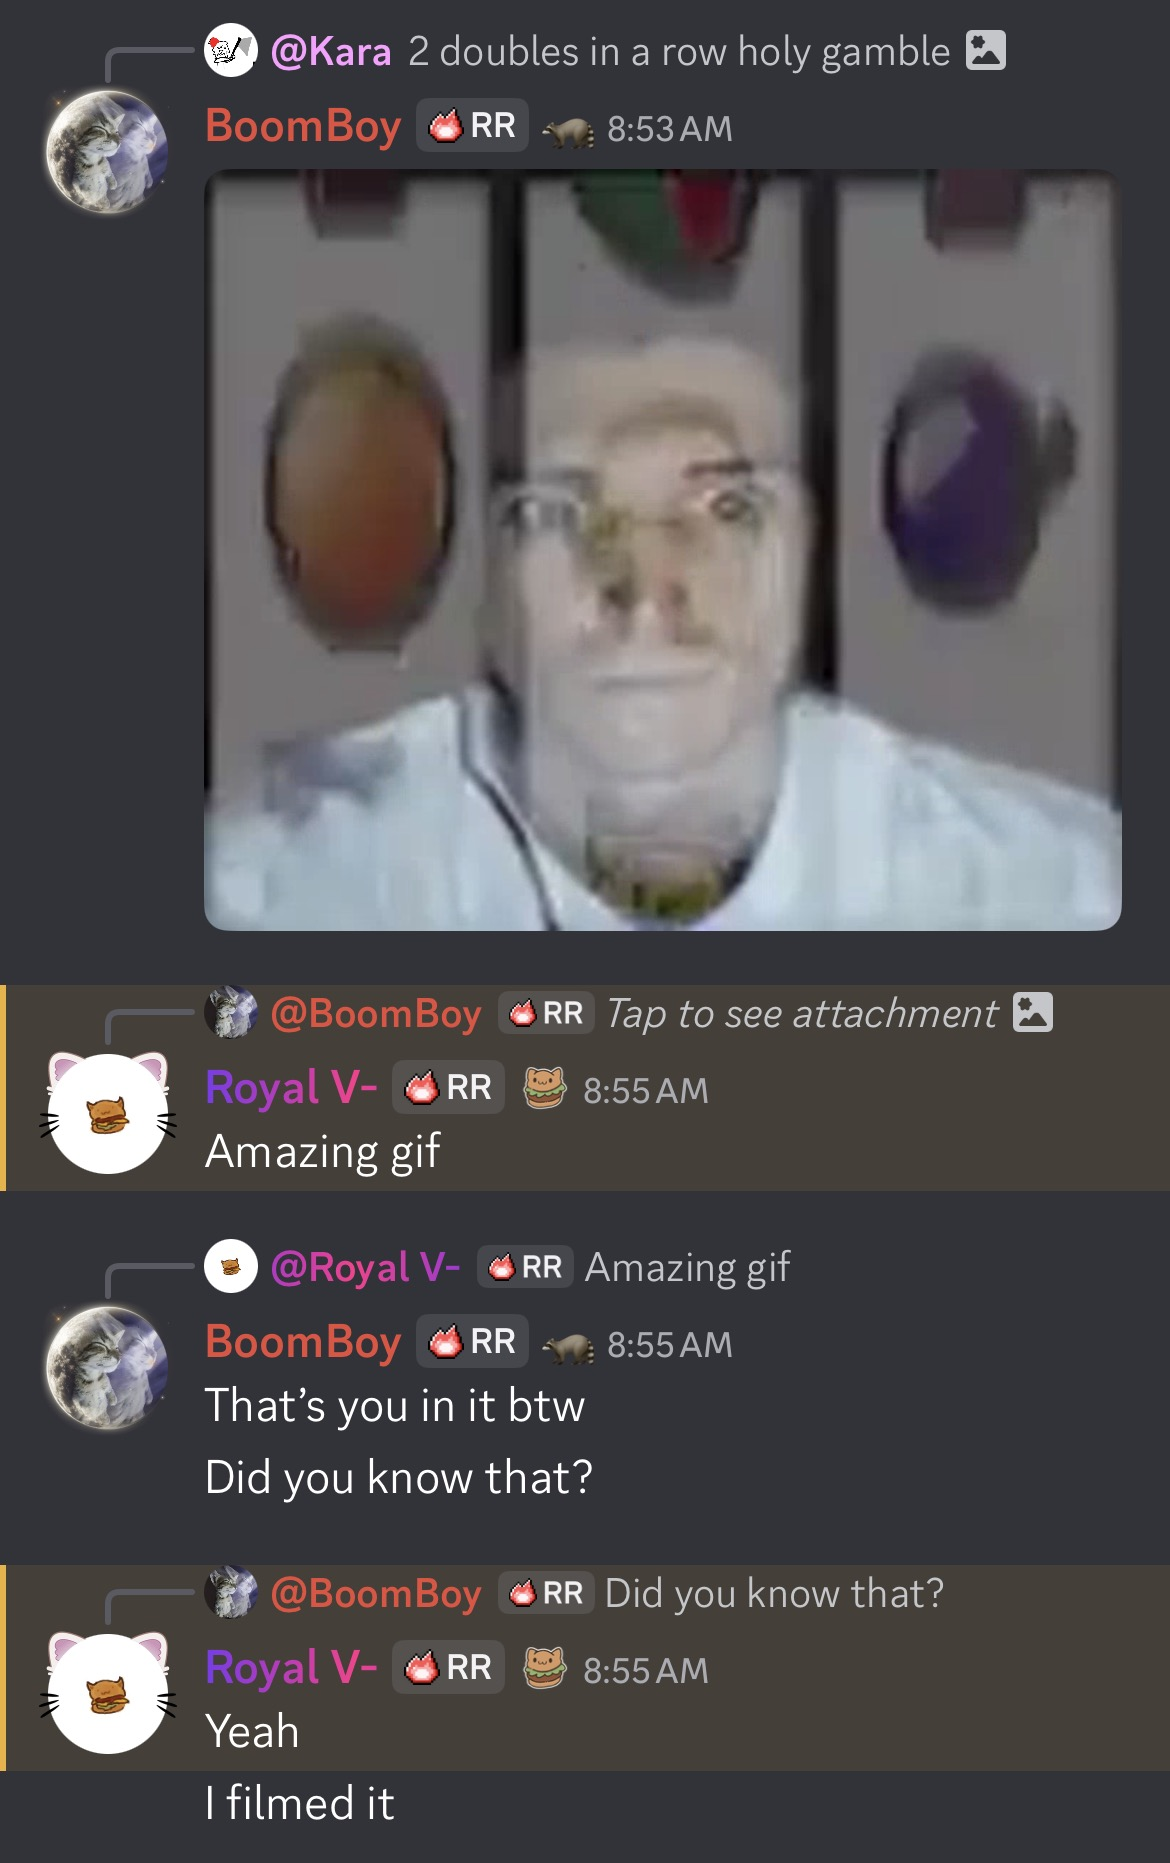 @Kara 2 doubles in a row holy gamble
BoomBoy RR 8:53 AM
@BoomBoy RR Tap to see attachment
Royal V- RR 8:55 AM
Amazing gif
@Royal V- RR Amazing gif
BoomBoy RR 8:55 AM
That’s you in it btw
Did you know that?
@BoomBoy RR Did you know that?
Royal V- RR 8:55 AM
Yeah
I filmed it